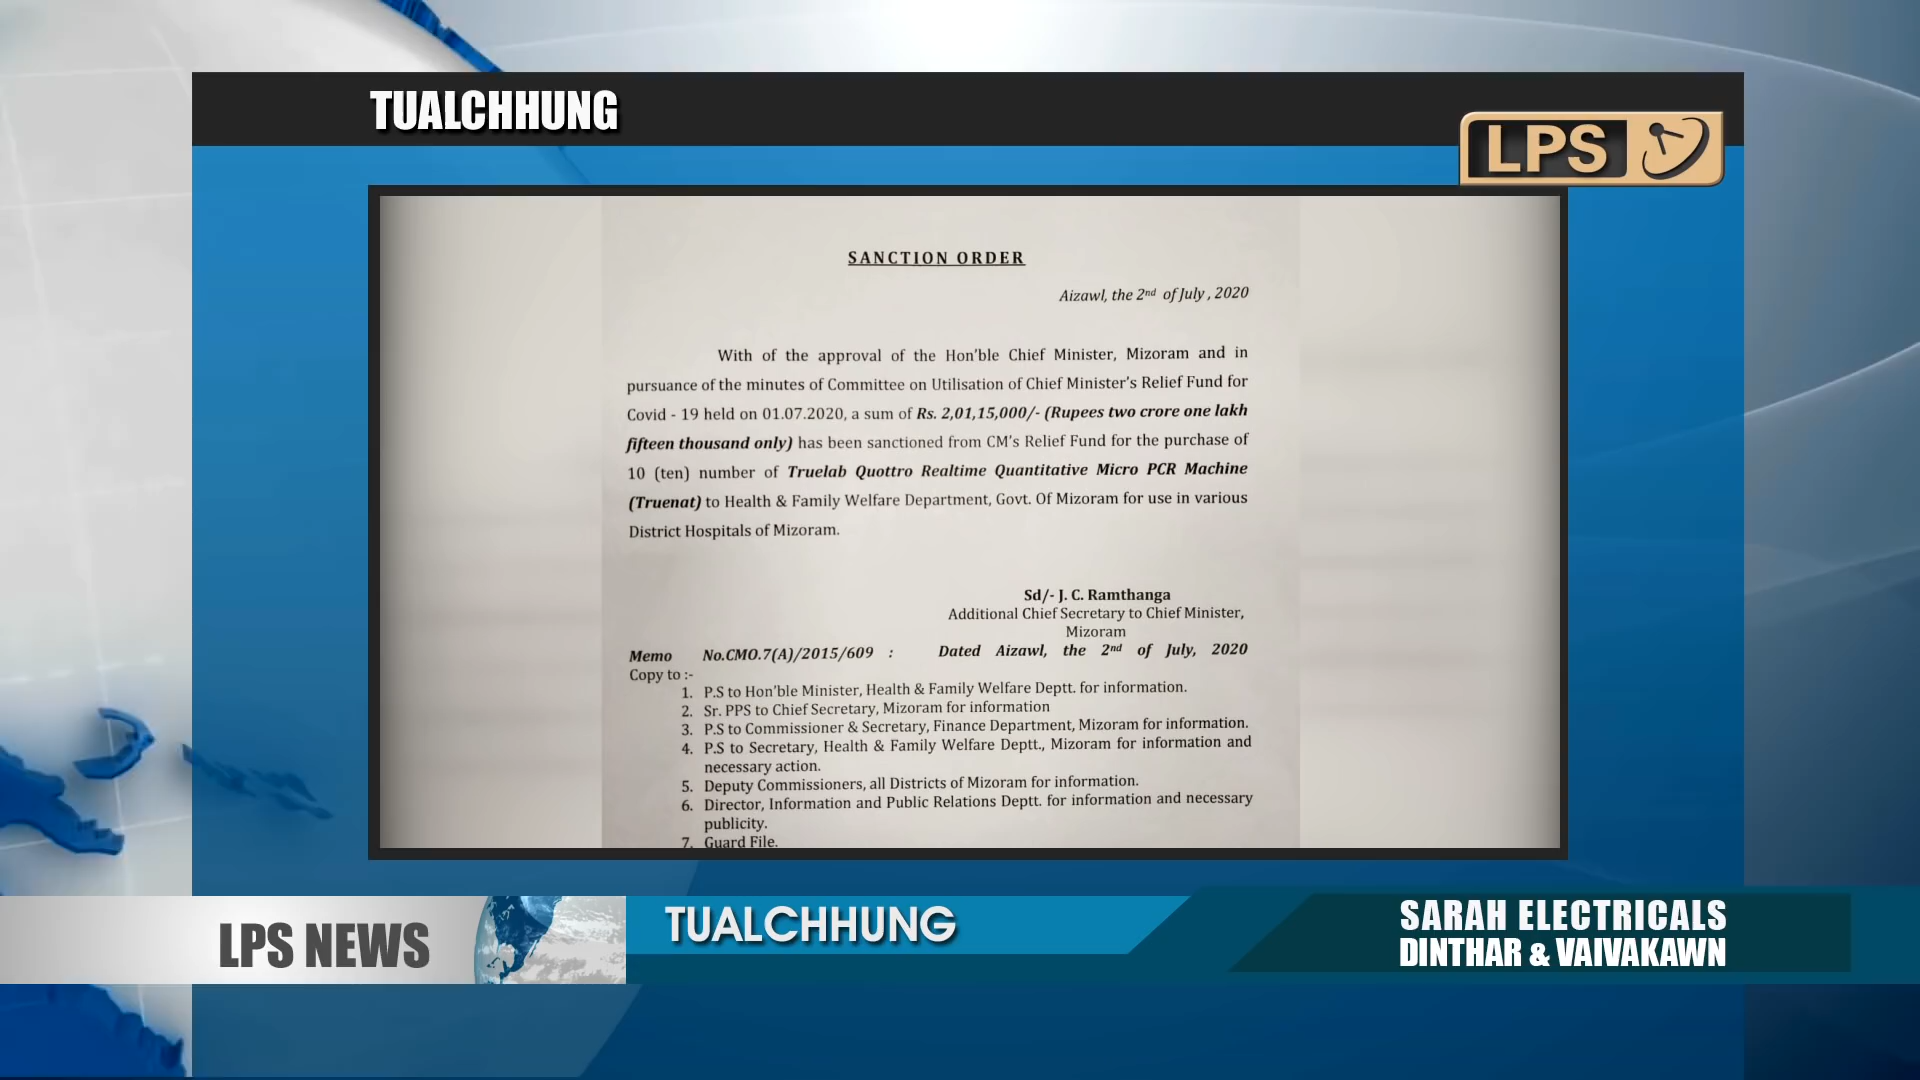 TUALCHHUNG
LPS
SANCTION ORDER
Aizawl, the 2nd of July, 2020
With of the approval of the Hon'ble Chief Minister, Mizoram and in
pursuance of the minutes of Committee on Utilisation of Chief Minister's Relief Fund for
Covid - 19 held on 01.07.2020, a sum of Rs. 2,01,15,000/- (Rupees two crore one lakh
fifteen thousand only) has been sanctioned from CM's Relief Fund for the purchase of
10 (ten) number of Truelab Quottro Realtime Quantitative Micro PCR Machine
(Truenat) to Health & Family Welfare Department, Govt. Of Mizoram for use in various
District Hospitals of Mizoram.
Sd/- J. C. Ramthanga
Additional Chief Secretary to Chief Minister,
Mizoram
Memo No.CMO.7(A)/2015/609 : Dated Aizawl, the 2nd of July, 2020
Copy to :-
1. P.S to Hon'ble Minister, Health & Family Welfare Deptt. for information.
2. Sr. PPS to Chief Secretary, Mizoram for information
3. P.S to Commissioner & Secretary, Finance Department, Mizoram for information.
4. P.S to Secretary, Health & Family Welfare Deptt., Mizoram for information and
necessary action.
5. Deputy Commissioners, all Districts of Mizoram for information.
6. Director, Information and Public Relations Deptt. for information and necessary
publicity.
7. Guard File.
LPS NEWS
TUALCHHUNG
SARAH ELECTRICALS
DINTHAR & VAIVAKAWN